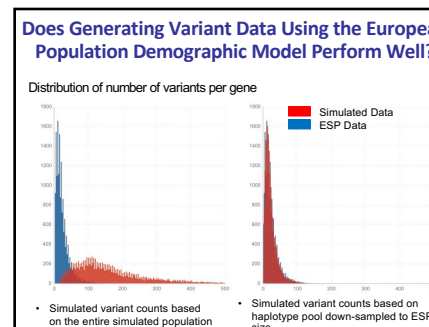 Does Generating Variant Data Using the Europea
Population Demographic Model Perform Well?
Distribution of number of variants per gene
Simulated Data
ESP Data
1800
1600
1400
1200
1000
800
600
400
200
0
0 100 200 300 400 500
1800
1600
1400
1200
1000
800
600
400
200
0
0 100 400
• Simulated variant counts based
on the entire simulated population
• Simulated variant counts based on
haplotype pool down-sampled to ESP
size